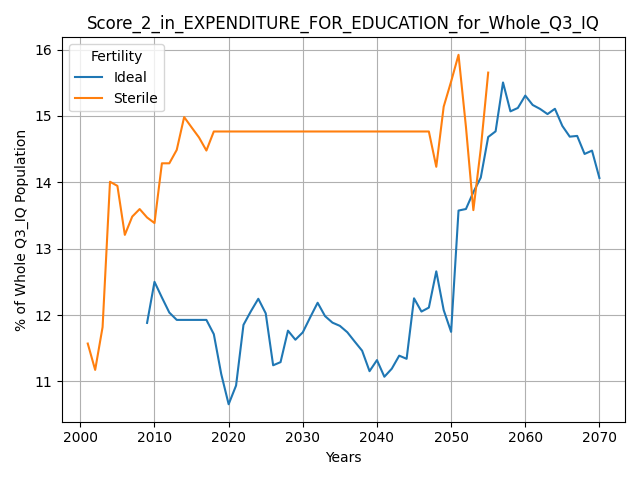 Score_2_in_EXPENDITURE_FOR_EDUCATION_for_Whole_Q3_IQ
Fertility
Ideal
Sterile
% of Whole Q3_IQ Population
16
15
14
13
12
11
2000 2010 2020 2030 2040 2050 2060 2070
Years